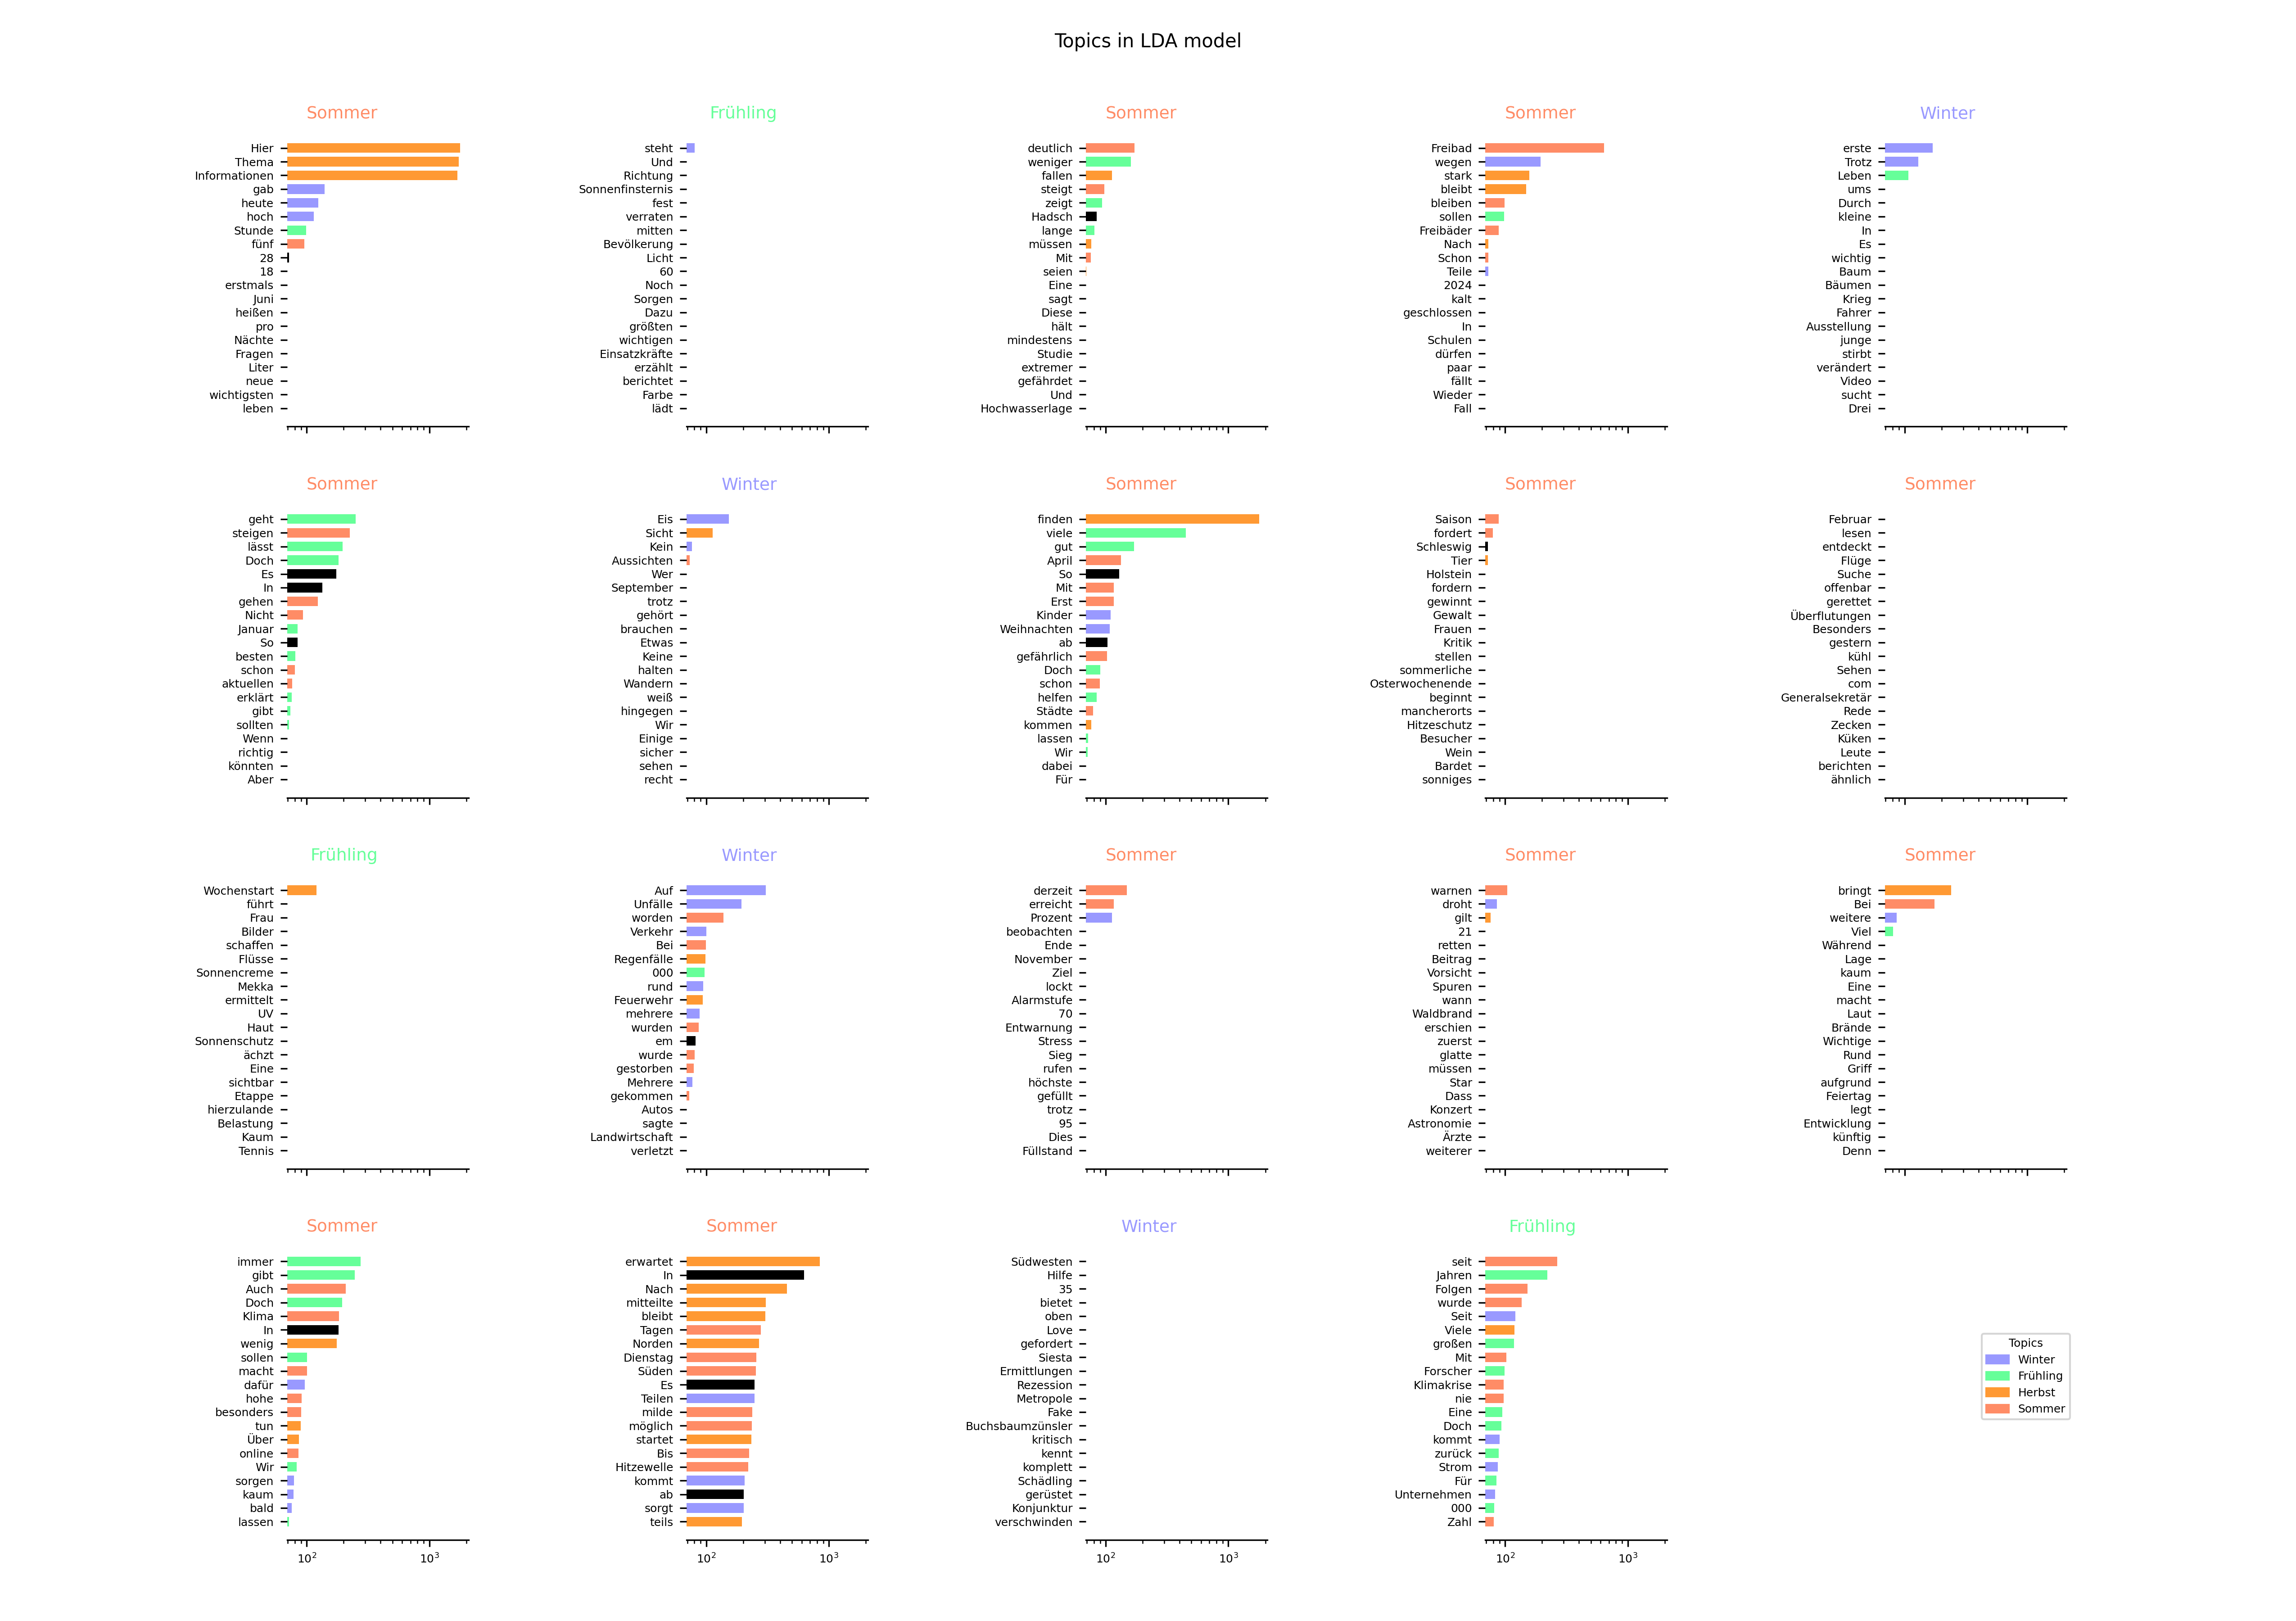 Topics in LDA model
Sommer
Hier
Thema
Informationen
gab
heute
hoch
Stunde
fünf
28
18
erstmals
Juni
heißen
pro
Nächte
Fragen
Liter
neue
wichtigsten
leben
Frühling
steht
Und
Richtung
Sonnenfinsternis
fest
verraten
mitten
Bevölkerung
Licht
60
Noch
Sorgen
Dazu
größten
wichtigen
Einsatzkräfte
erzählt
berichtet
Farbe
lädt
Sommer
deutlich
weniger
fallen
steigt
zeigt
Hadsch
lange
müssen
Mit
seien
Eine
sagt
Diese
hält
mindestens
Studie
extremer
gefährdet
Und
Hochwasserlage
Sommer
Freibad
wegen
stark
bleibt
bleiben
sollen
Freibäder
Nach
Schon
Teile
2024
kalt
geschlossen
In
Schulen
dürfen
paar
fällt
Wieder
Fall
Winter
erste
Trotz
Leben
ums
Durch
kleine
In
Es
wichtig
Baum
Bäumen
Krieg
Fahrer
Ausstellung
junge
stirbt
verändert
Video
sucht
Drei
Sommer
geht
steigen
lässt
Doch
Es
In
gehen
Nicht
Januar
So
besten
schon
aktuellen
erklärt
gibt
sollten
Wenn
richtig
könnten
Aber
Winter
Eis
Sicht
Kein
Aussichten
Wer
September
trotz
gehört
brauchen
Etwas
Keine
halten
Wandern
weiß
hingegen
Wir
Einige
sicher
sehen
recht
Sommer
finden
viele
gut
April
So
Mit
Erst
Kinder
Weihnachten
ab
gefährlich
Doch
schon
helfen
Städte
kommen
lassen
Wir
dabei
Für
Sommer
Saison
fordert
Schleswig
Tier
Holstein
fordern
gewinnt
Gewalt
Frauen
Kritik
stellen
sommerliche
Osterwochenende
beginnt
mancherorts
Hitzeschutz
Besucher
Wein
Bardet
sonniges
Sommer
Februar
lesen
entdeckt
Flüge
Suche
offenbar
gerettet
Überflutungen
Besonders
gestern
kühl
Sehen
com
Generalsekretär
Rede
Zecken
Küken
Leute
berichten
ähnlich
Frühling
Wochenstart
führt
Frau
Bilder
schaffen
Flüsse
Sonnencreme
Mekka
ermittelt
UV
Haut
Sonnenschutz
ächzt
Eine
sichtbar
Etappe
hierzulande
Belastung
Kaum
Tennis
Winter
Auf
Unfälle
worden
Verkehr
Bei
Regenfälle
000
rund
Feuerwehr
mehrere
wurden
em
wurde
gestorben
Mehrere
gekommen
Autos
sagte
Landwirtschaft
verletzt
Sommer
derzeit
erreicht
Prozent
beobachten
Ende
November
Ziel
lockt
Alarmstufe
70
Entwarnung
Stress
Sieg
rufen
höchste
gefüllt
trotz
95
Dies
Füllstand
Sommer
warnen
droht
gilt
21
retten
Beitrag
Vorsicht
Spuren
wann
Waldbrand
erschien
zuerst
glatte
müssen
Star
Dass
Konzert
Astronomie
Ärzte
weiterer
Sommer
bringt
Bei
weitere
Viel
Während
Lage
kaum
Eine
macht
Laut
Brände
Wichtige
Rund
Griff
aufgrund
Feiertag
legt
Entwicklung
künftig
Denn
Sommer
immer
gibt
Auch
Doch
Klima
In
wenig
sollen
macht
dafür
hohe
besonders
tun
Über
online
Wir
sorgen
kaum
bald
lassen
10² 10³
Sommer
erwartet
In
Nach
mitteilte
bleibt
Tagen
Norden
Dienstag
Süden
Es
Teilen
milde
möglich
startet
Bis
Hitzewelle
kommt
ab
sorgt
teils
10² 10³
Winter
Südwesten
Hilfe
35
bietet
oben
Love
gefordert
Siesta
Ermittlungen
Rezession
Metropole
Fake
Buchsbaumzünsler
kritisch
kennt
komplett
Schädling
gerüstet
Konjunktur
verschwinden
10² 10³
Frühling
seit
Jahren
Folgen
wurde
Seit
Viele
großen
Mit
Forscher
Klimakrise
nie
Eine
Doch
kommt
zurück
Strom
Für
Unternehmen
000
Zahl
10² 10³
Topics
Winter
Frühling
Herbst
Sommer